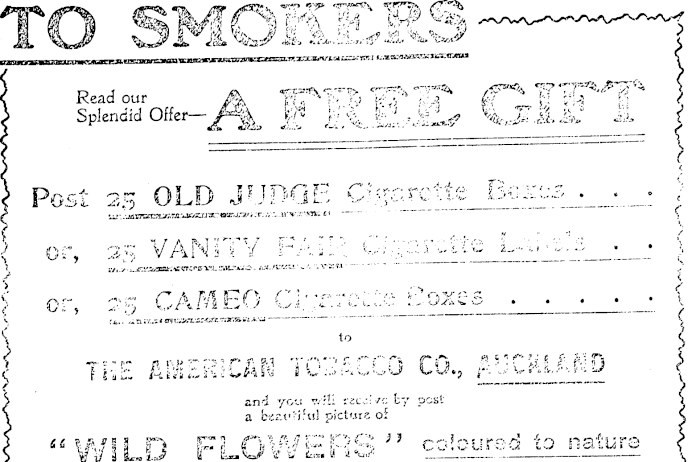 TO SMOKERS
Read our
Splendid Offer—
A FREE GIFT
Post 25 OLD JUDGE Cigarette Boxes . . .
or, 25 VANITY FAIR Cigarette Labels . .
or, 25 CAMEO Cigarette Boxes . . . . .
to
THE AMERICAN TOBACCO CO., AUCKLAND
and you will receive by post
a beautiful picture of
"WILD FLOWERS" coloured to nature